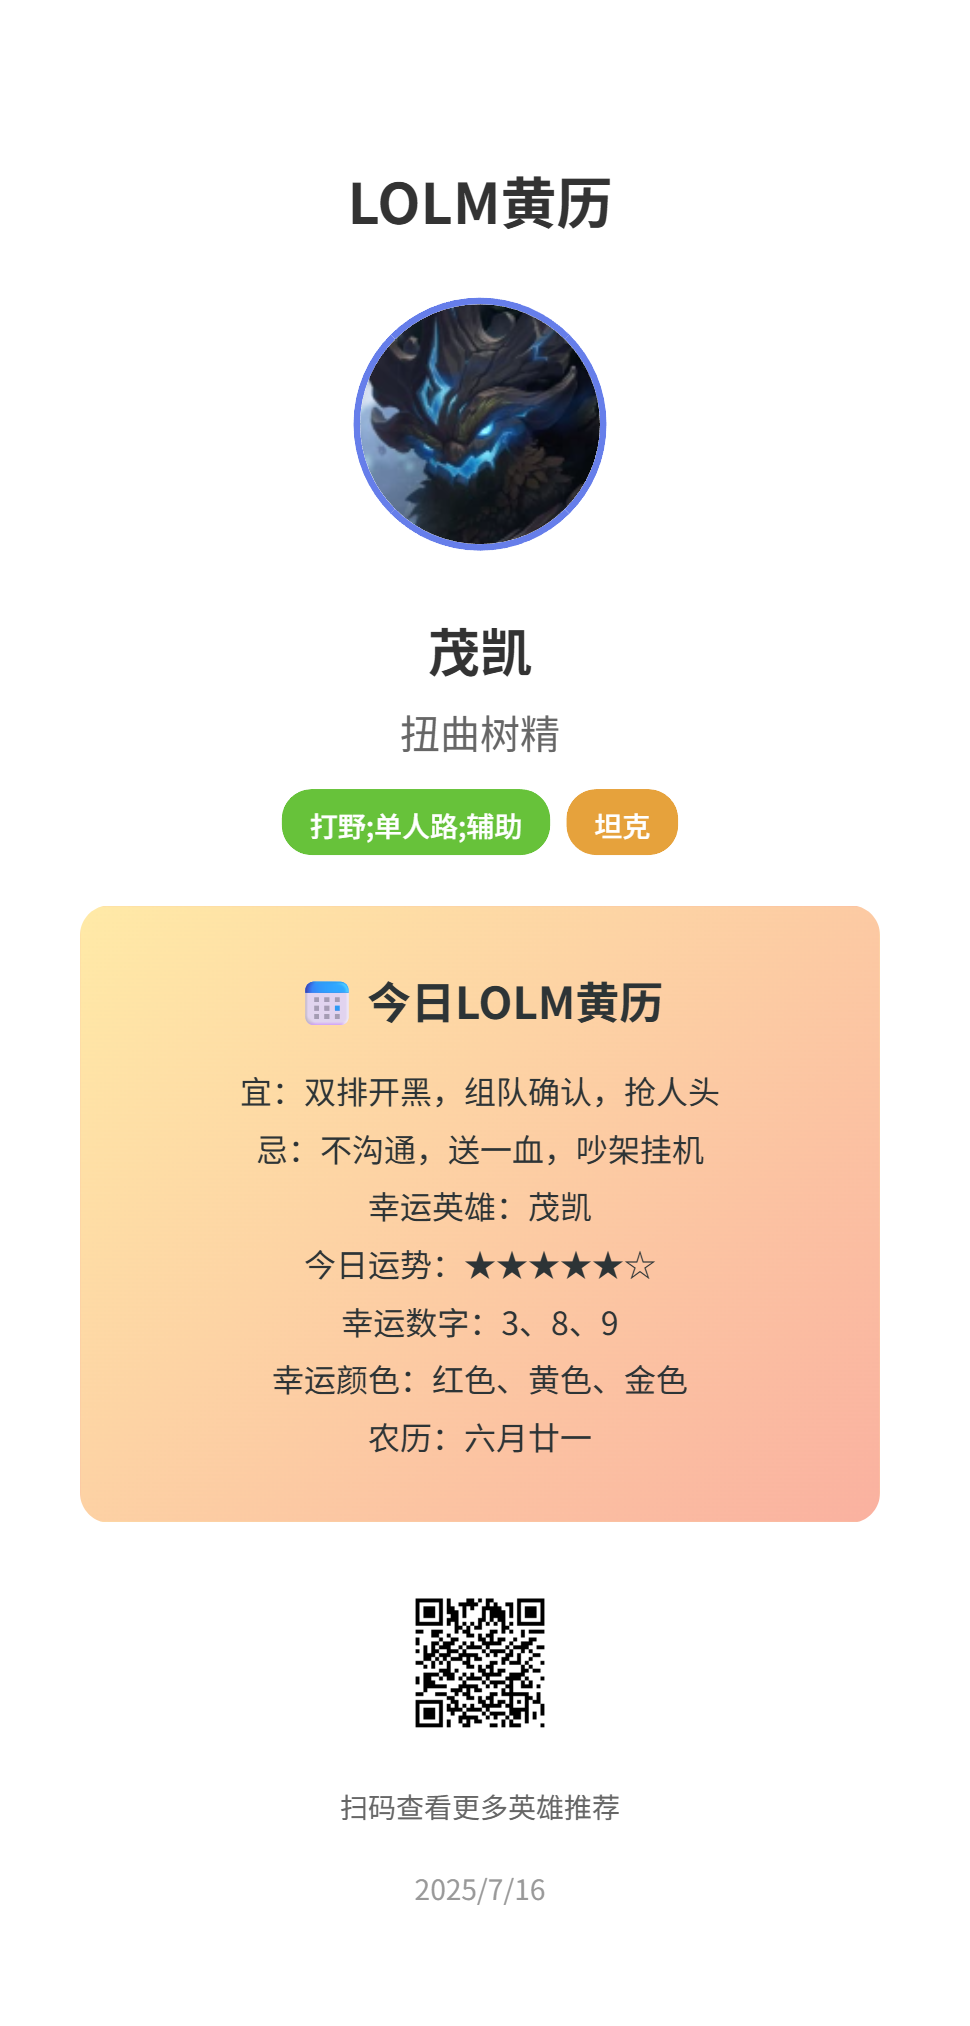 LOLM黄历
茂凯
扭曲树精
打野;单人路;辅助
坦克
今日LOLM黄历
宜：双排开黑，组队确认，抢人头
忌：不沟通，送一血，吵架挂机
幸运英雄：茂凯
今日运势：★★★★★☆
幸运数字：3、8、9
幸运颜色：红色、黄色、金色
农历：六月廿一
扫码查看更多英雄推荐
2025/7/16